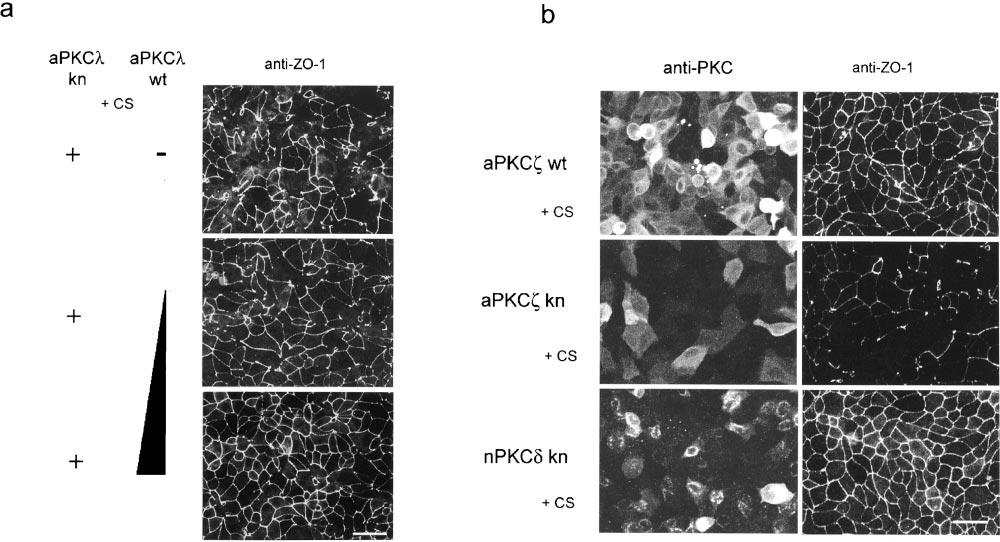 a
aPKCλ kn
aPKCλ wt
anti-ZO-1
+ CS
+ -
+
+
b
anti-PKC
anti-ZO-1
aPKCζ wt
+ CS
aPKCζ kn
+ CS
nPKCδ kn
+ CS